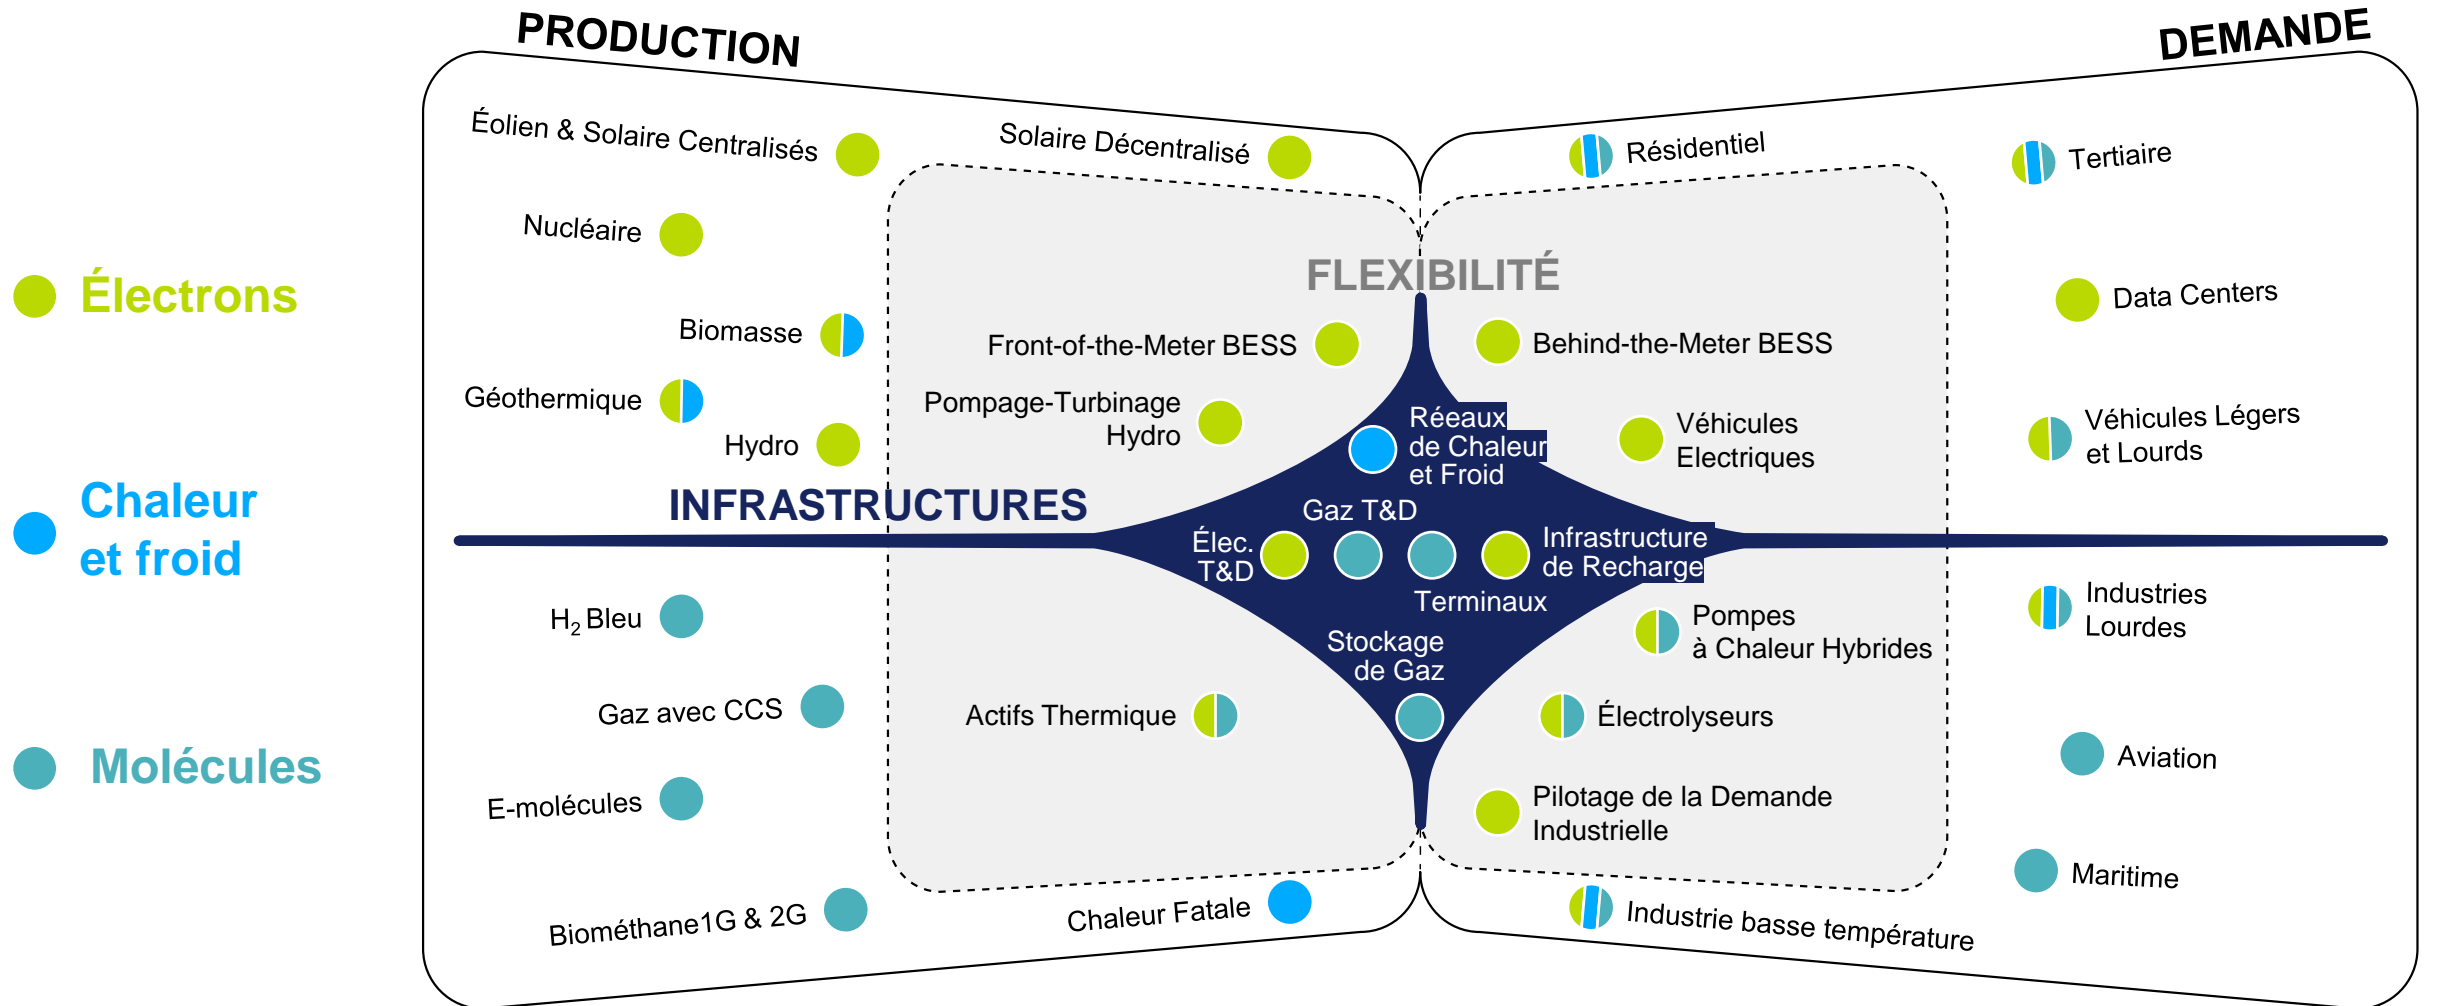 PRODUCTION
DEMANDE
Électrons
Chaleur
et froid
Molécules
Éolien & Solaire Centralisés
Solaire Décentralisé
Nucléaire
Biomasse
Géothermique
Hydro
INFRASTRUCTURES
H2 Bleu
Gaz avec CCS
E-molécules
Biométhane1G & 2G
Chaleur Fatale
FLEXIBILITÉ
Front-of-the-Meter BESS
Pompage-Turbinage
Hydro
Actifs Thermique
Behind-the-Meter BESS
Véhicules
Electriques
Pompes
à Chaleur Hybrides
Électrolyseurs
Pilotage de la Demande
Industrielle
Réeaux
de Chaleur
et Froid
Gaz T&D
Élec.
T&D
Infrastructure
de Recharge
Terminaux
Stockage
de Gaz
Résidentiel
Tertiaire
Data Centers
Véhicules Légers
et Lourds
Industries
Lourdes
Aviation
Maritime
Industrie basse température